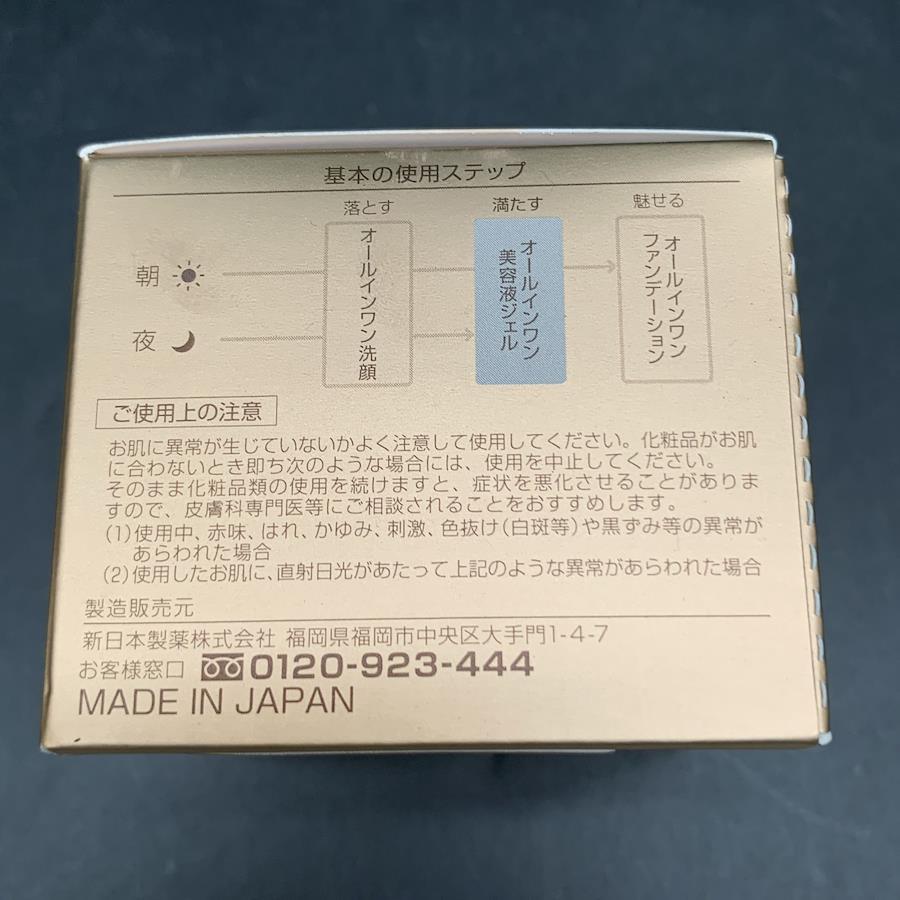 基本の使用ステップ
落とす 満たす 魅せる
朝
夜
オールインワン洗顔
オールインワン
美容液ジェル
オールインワン
ファンデーション
ご使用上の注意
お肌に異常が生じていないかよく注意して使用してください。化粧品がお肌
に合わないとき即ち次のような場合には、使用を中止してください。
そのまま化粧品類の使用を続けますと、症状を悪化させることがありま
すので、皮膚科専門医等にご相談されることをおすすめします。
(1)使用中、赤味、はれ、かゆみ、刺激、色抜け(白斑等)や黒ずみ等の異常が
あらわれた場合
(2)使用したお肌に、直射日光があたって上記のような異常があらわれた場合
製造販売元
新日本製薬株式会社 福岡県福岡市中央区大手門1-4-7
お客様窓口 0120-923-444
MADE IN JAPAN